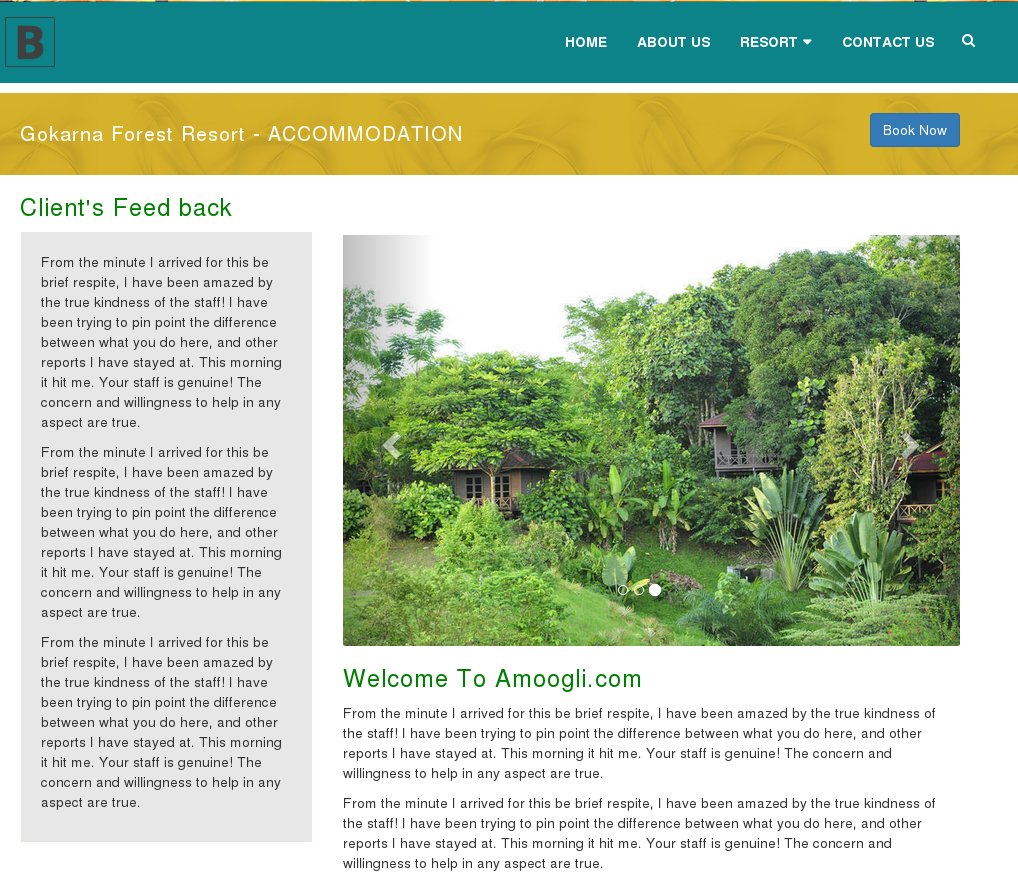 B
HOME ABOUT US RESORT CONTACT US
Gokarna Forest Resort - ACCOMMODATION
Book Now
Client's Feed back
From the minute I arrived for this be
brief respite, I have been amazed by
the true kindness of the staff! I have
been trying to pin point the difference
between what you do here, and other
reports I have stayed at. This morning
it hit me. Your staff is genuine! The
concern and willingness to help in any
aspect are true.
From the minute I arrived for this be
brief respite, I have been amazed by
the true kindness of the staff! I have
been trying to pin point the difference
between what you do here, and other
reports I have stayed at. This morning
it hit me. Your staff is genuine! The
concern and willingness to help in any
aspect are true.
From the minute I arrived for this be
brief respite, I have been amazed by
the true kindness of the staff! I have
been trying to pin point the difference
between what you do here, and other
reports I have stayed at. This morning
it hit me. Your staff is genuine! The
concern and willingness to help in any
aspect are true.
Welcome To Amoogli.com
From the minute I arrived for this be brief respite, I have been amazed by the true kindness of
the staff! I have been trying to pin point the difference between what you do here, and other
reports I have stayed at. This morning it hit me. Your staff is genuine! The concern and
willingness to help in any aspect are true.
From the minute I arrived for this be brief respite, I have been amazed by the true kindness of
the staff! I have been trying to pin point the difference between what you do here, and other
reports I have stayed at. This morning it hit me. Your staff is genuine! The concern and
willingness to help in any aspect are true.